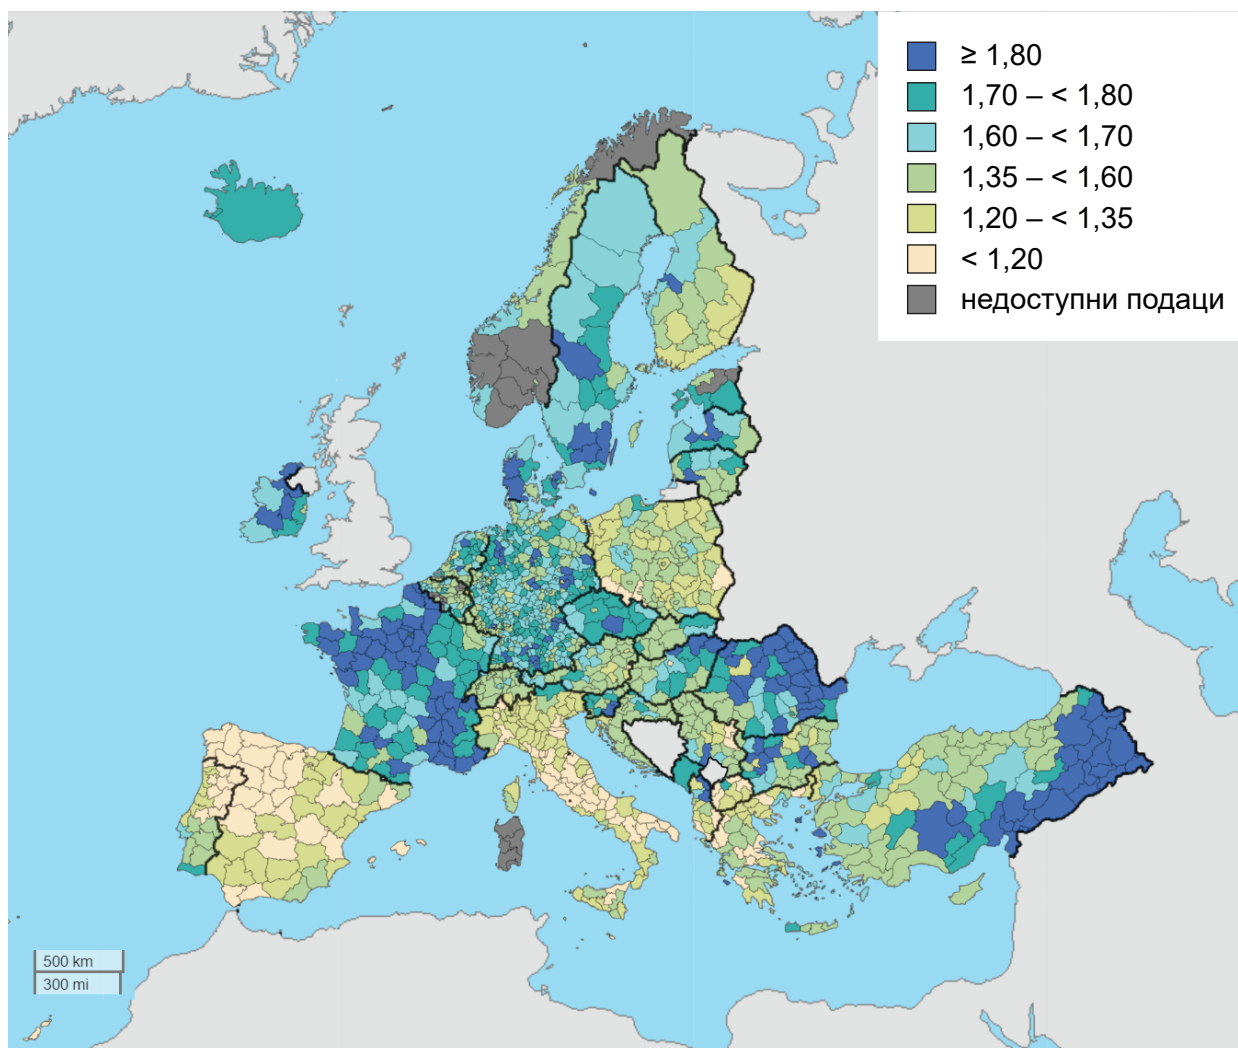 ≥ 1,80
1,70 – < 1,80
1,60 – < 1,70
1,35 – < 1,60
1,20 – < 1,35
< 1,20
недоступни подаци
500 km
300 mi